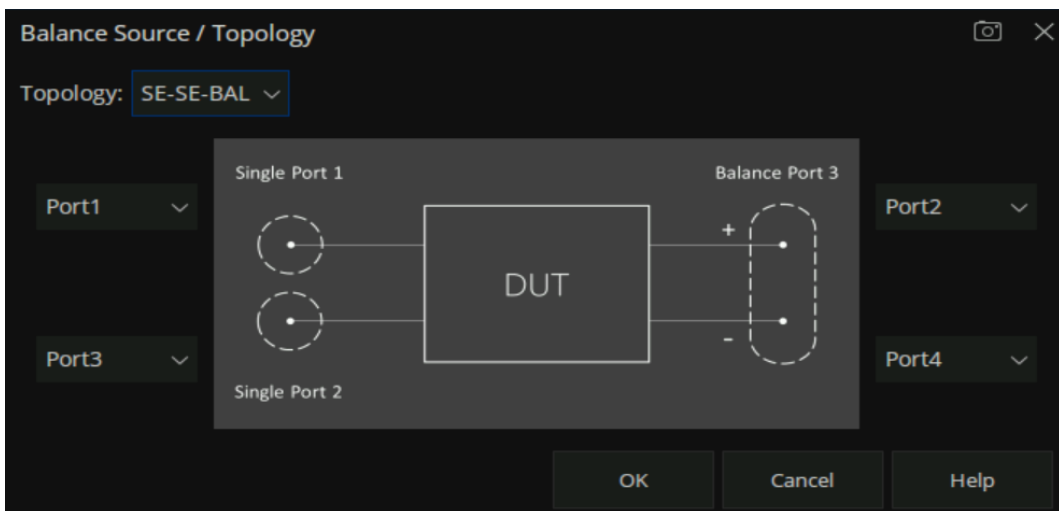 Balance Source / Topology
Topology: SE-SE-BAL
Single Port 1
Balance Port 3
Port1
Port2
+
DUT
-
Port3
Port4
Single Port 2
OK
Cancel
Help